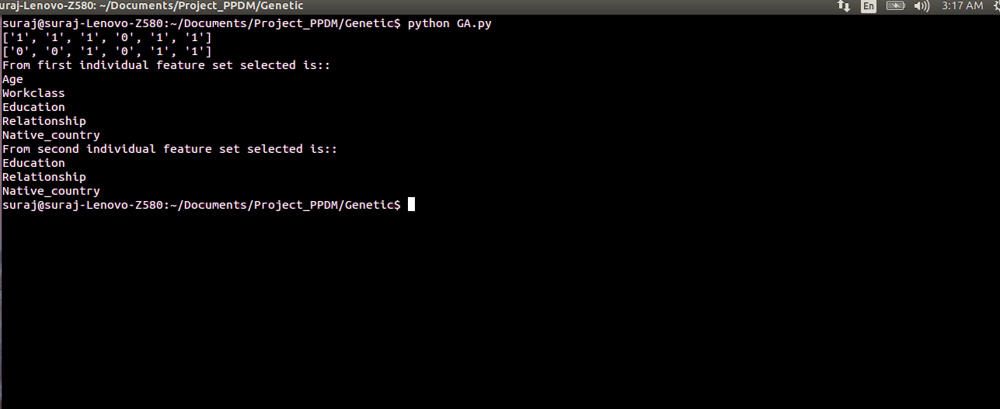 uraj-Lenovo-Z580: ~/Documents/Project_PPDM/Genetic
En
3:17 AM
suraj@suraj-Lenovo-Z580:~/Documents/Project_PPDM/Genetic$ python GA.py
['1', '1', '1', '0', '1', '1']
['0', '0', '1', '0', '1', '1']
From first individual feature set selected is::
Age
Workclass
Education
Relationship
Native_country
From second individual feature set selected is::
Education
Relationship
Native_country
suraj@suraj-Lenovo-Z580:~/Documents/Project_PPDM/Genetic$